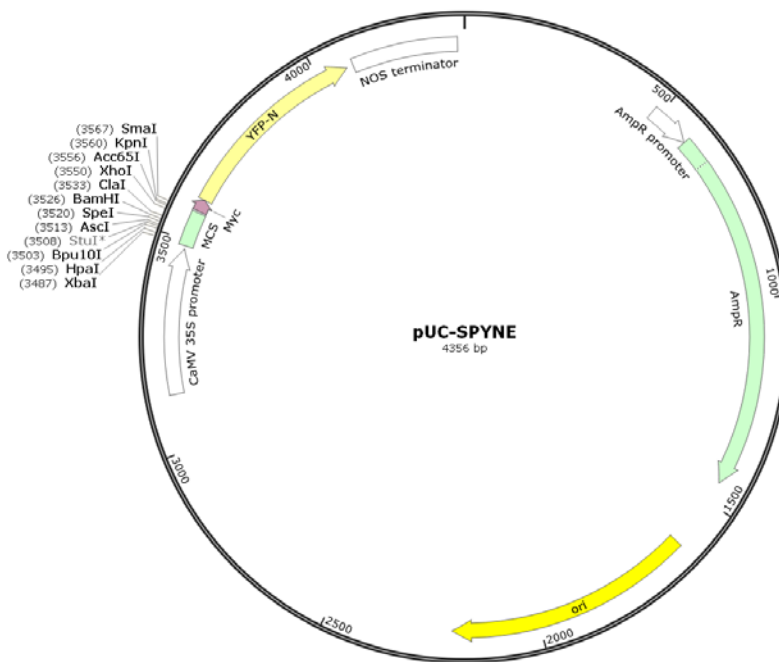 4000
NOS terminator
500
AmpR promoter
YFP-N
(3567) SmaI
(3560) KpnI
(3556) Acc65I
(3550) XhoI
(3533) ClaI
(3526) BamHI
(3520) SpeI
(3513) AscI
(3508) StuI*
(3503) Bpu10I
(3495) HpaI
(3487) XbaI
3500
MCS
Myc
CaMV 35S promoter
1000
AmpR
pUC-SPYNE
4356 bp
3000
1500
ori
2500
2000